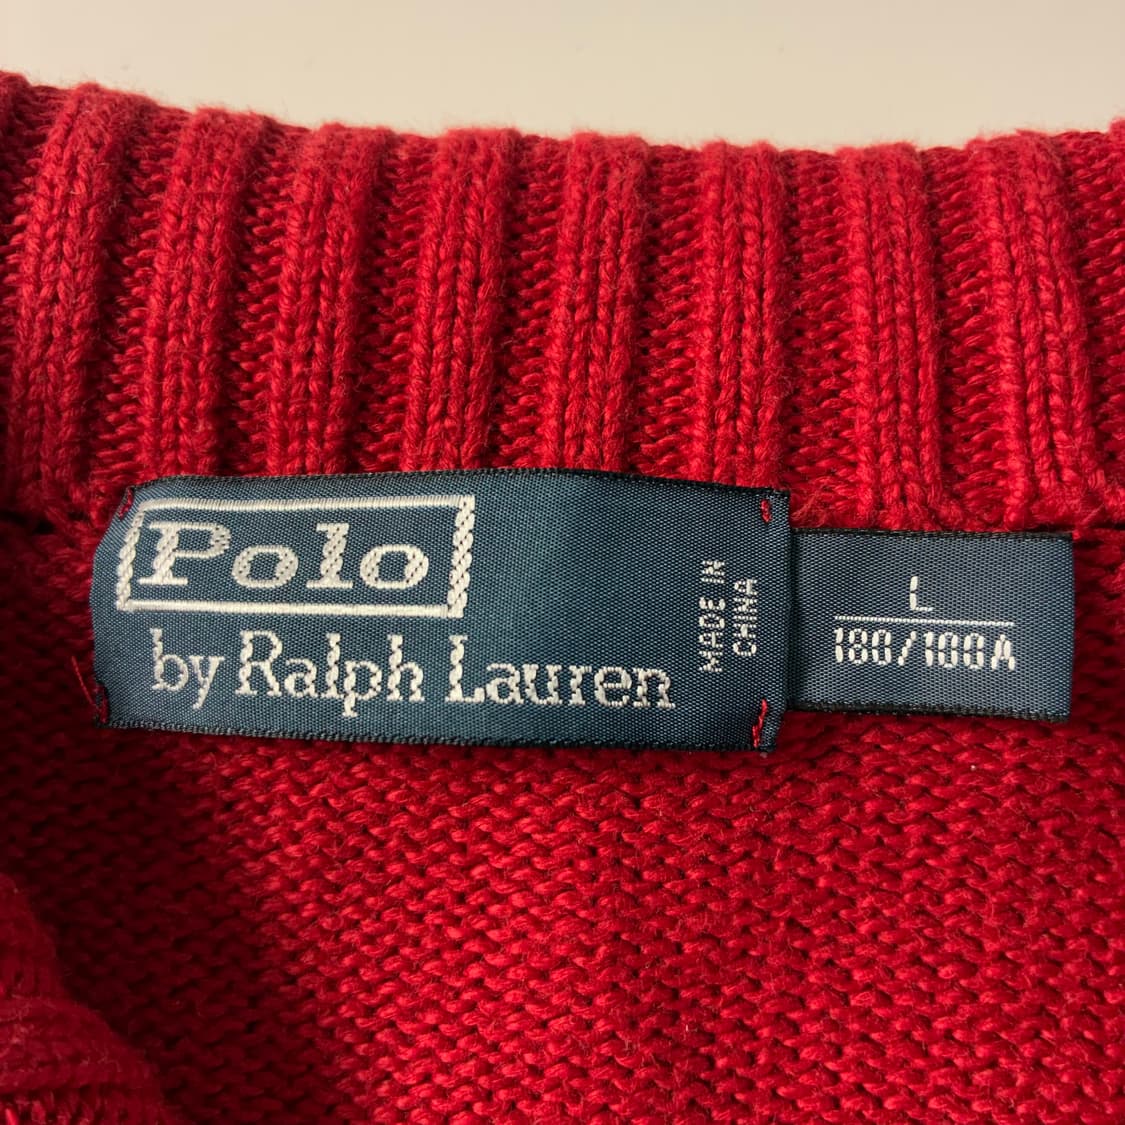 Polo
by Ralph Lauren
MADE IN
CHINA
L
180/100A